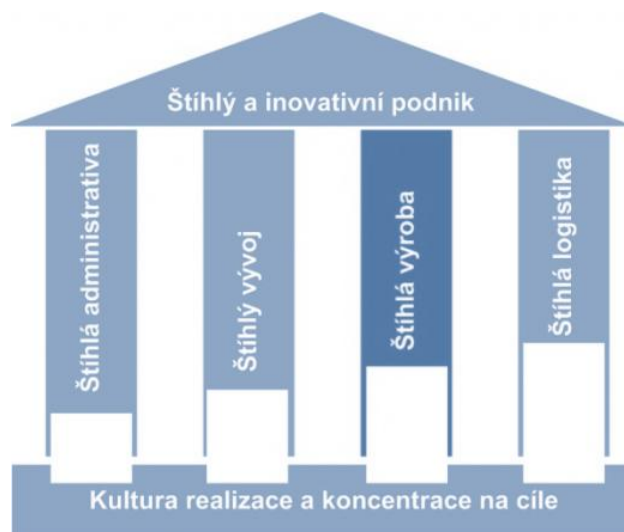 Štíhlý a inovativní podnik
Štíhlá administrativa
Štíhlý vývoj
Štíhlá výroba
Štíhlá logistika
Kultura realizace a koncentrace na cíle